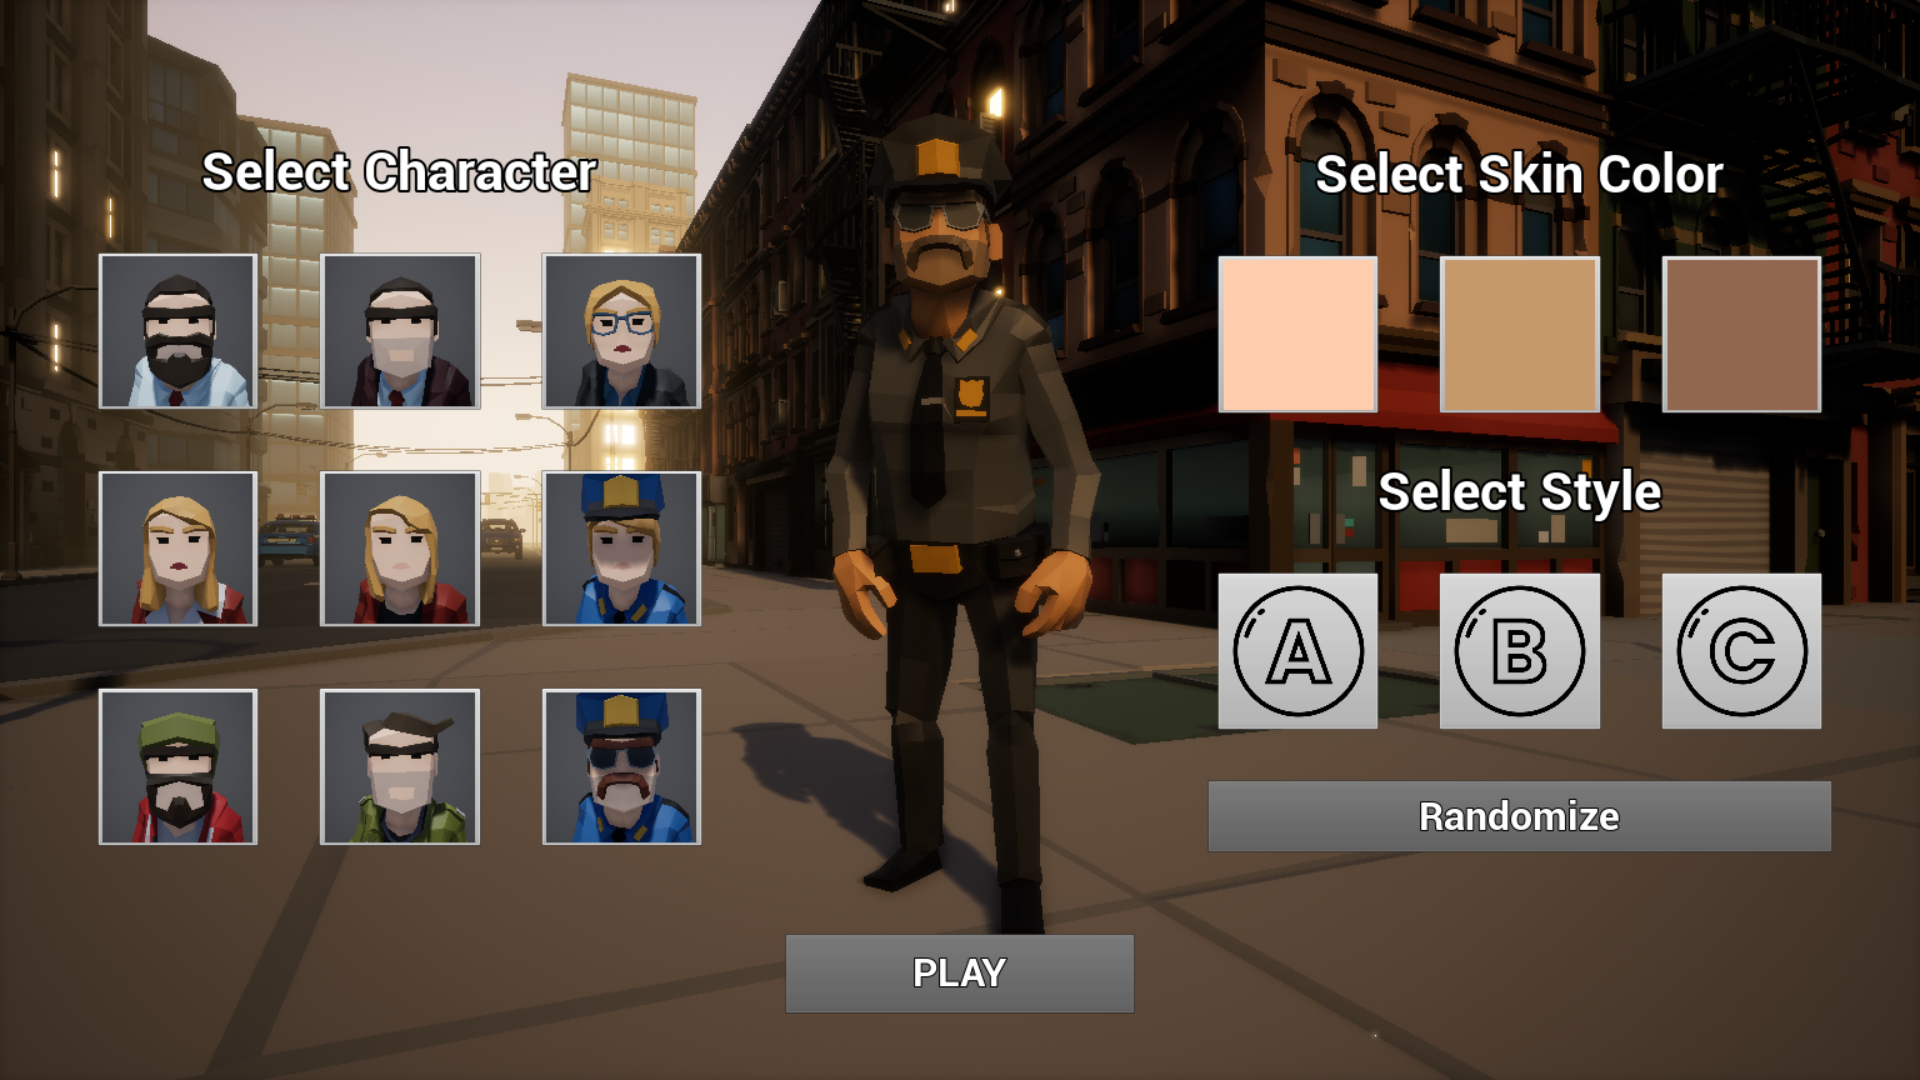 Select Character
Select Skin Color
Select Style
A
B
C
Randomize
PLAY